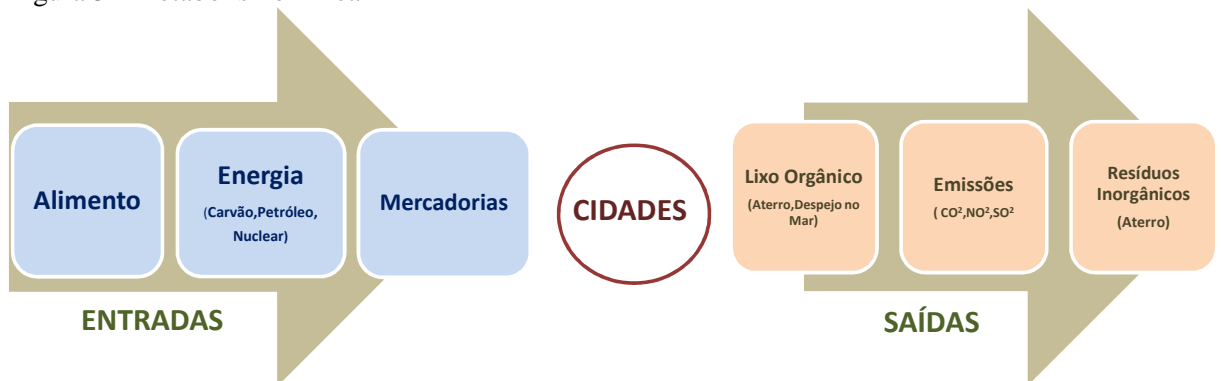 Alimento
Energia
(Carvão,Petróleo,
Nuclear)
Mercadorias
ENTRADAS
CIDADES
Lixo Orgânico
(Aterro,Despejo no
Mar)
Emissões
( CO²,NO²,SO²
Resíduos
Inorgânicos
(Aterro)
SAÍDAS